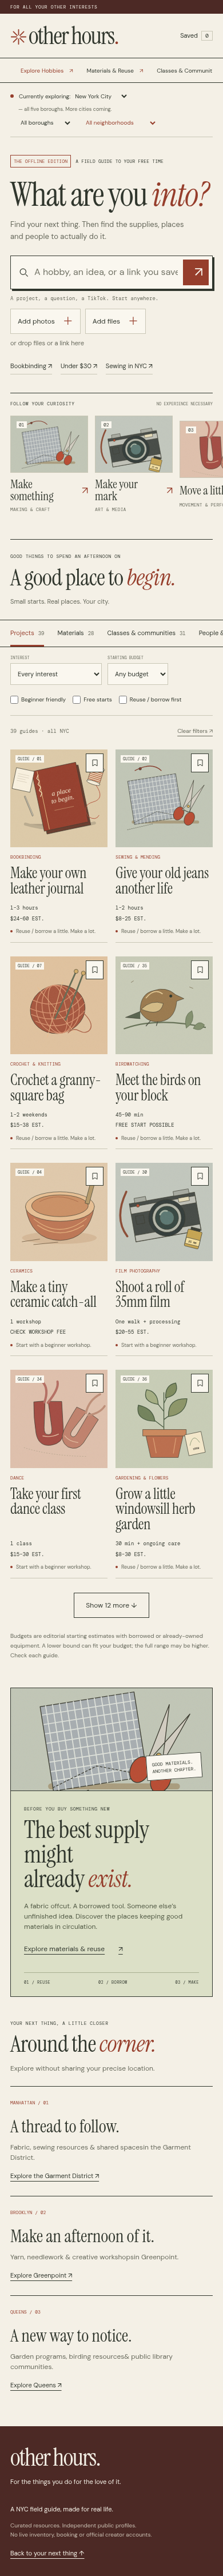 FOR ALL YOUR OTHER INTERESTS
other hours.
Saved 0
Explore Hobbies ↗ Materials & Reuse ↗ Classes & Communit
Currently exploring: New York City
— all five boroughs. More cities coming.
All boroughs All neighborhoods
THE OFFLINE EDITION A FIELD GUIDE TO YOUR FREE TIME
What are you into?
Find your next thing. Then find the supplies, places
and people to actually do it.
A hobby, an idea, or a link you save
A project, a question, a TikTok. Start anywhere.
Add photos + Add files +
or drop files or a link here
Bookbinding ↗ Under $30 ↗ Sewing in NYC ↗
FOLLOW YOUR CURIOSITY NO EXPERIENCE NECESSARY
01 02 03
Make something ↗
Make your mark ↗
Move a littl
MAKING & CRAFT
ART & MEDIA
MOVEMENT & PERF
GOOD THINGS TO SPEND AN AFTERNOON ON
A good place to begin.
Small starts. Real places. Your city.
Projects 39 Materials 28 Classes & communities 31 People &
INTEREST STARTING BUDGET
Every interest Any budget
Beginner friendly Free starts Reuse / borrow first
39 guides · all NYC Clear filters ↗
GUIDE / 01
a place to begin.
BOOKBINDING
Make your own
leather journal
1–3 hours
$24–60 EST.
Reuse / borrow a little. Make a lot.
SEWING & MENDING
Give your old jeans
another life
1–2 hours
$8–25 EST.
Reuse / borrow a little. Make a lot.
GUIDE / 07
CROCHET & KNITTING
Crochet a granny-
square bag
1–2 weekends
$15–38 EST.
Reuse / borrow a little. Make a lot.
BIRDWATCHING
Meet the birds on
your block
45–90 min
FREE START POSSIBLE
Reuse / borrow a little. Make a lot.
GUIDE / 04
CERAMICS
Make a tiny
ceramic catch-all
1 workshop
CHECK WORKSHOP FEE
Start with a beginner workshop.
GUIDE / 30
FILM PHOTOGRAPHY
Shoot a roll of
35mm film
One walk + processing
$20–55 EST.
Start with a beginner workshop.
GUIDE / 34
DANCE
Take your first
dance class
1 class
$15–30 EST.
Start with a beginner workshop.
GARDENING & FLOWERS
Grow a little
windowsill herb
garden
30 min + ongoing care
$8–30 EST.
Reuse / borrow a little. Make a lot.
Show 12 more ↓
Budgets are editorial starting estimates with borrowed or already-owned
equipment. A lower bound can fit your budget; the full range may be higher.
Check each guide.
GOOD MATERIALS.
ANOTHER CHAPTER.
BEFORE YOU BUY SOMETHING NEW
The best supply
might
already exist.
A fabric offcut. A borrowed tool. Someone else's
unfinished idea. Discover the places keeping good
materials in circulation.
Explore materials & reuse ↗
01 / REUSE 02 / BORROW 03 / MAKE
YOUR NEXT THING, A LITTLE CLOSER
Around the corner.
Explore without sharing your precise location.
MANHATTAN / 01
A thread to follow.
Fabric, sewing resources & shared spacesin the Garment
District.
Explore the Garment District ↗
BROOKLYN / 02
Make an afternoon of it.
Yarn, needlework & creative workshopsin Greenpoint.
Explore Greenpoint ↗
QUEENS / 03
A new way to notice.
Garden programs, birding resources& public library
communities.
Explore Queens ↗
other hours.
For the things you do for the love of it.
A NYC field guide, made for real life.
Curated resources. Independent public profiles.
No live inventory, booking or official creator accounts.
Back to your next thing ↑